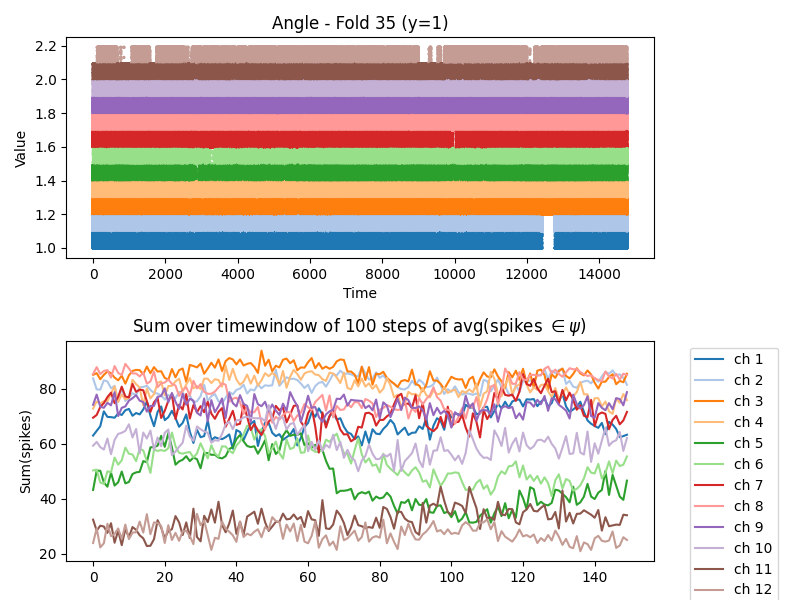 Angle - Fold 35 (y=1)
2.2
2.0
1.8
1.6
1.4
1.2
1.0
Value
0 2000 4000 6000 8000 10000 12000 14000
Time
Sum over timewindow of 100 steps of avg(spikes ∈ ψ)
80
60
40
20
Sum(spikes)
0 20 40 60 80 100 120 140
ch 1
ch 2
ch 3
ch 4
ch 5
ch 6
ch 7
ch 8
ch 9
ch 10
ch 11
ch 12